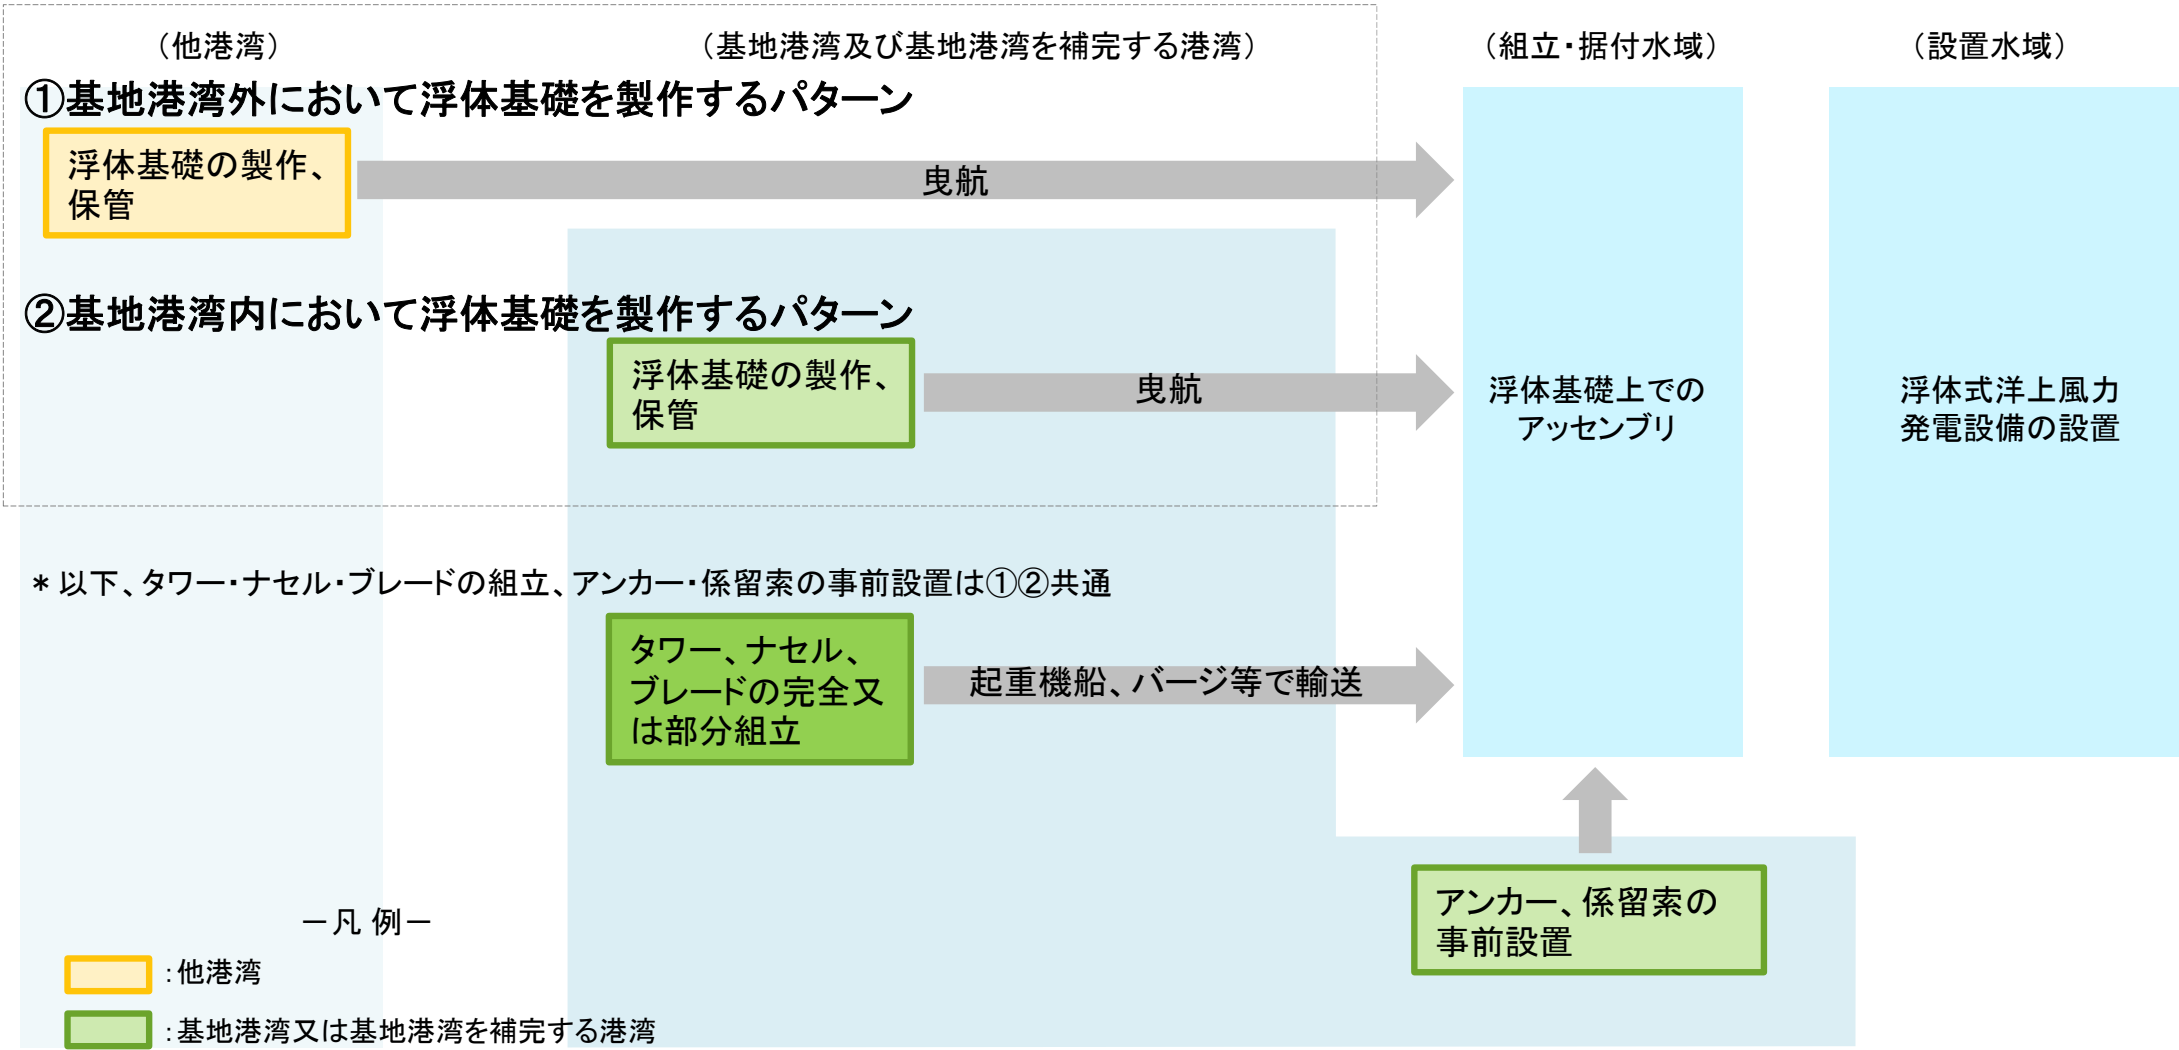 （他港湾）
（基地港湾及び基地港湾を補完する港湾）
（組立・据付水域）
（設置水域）
①基地港湾外において浮体基礎を製作するパターン
浮体基礎の製作、
保管
曳航
②基地港湾内において浮体基礎を製作するパターン
浮体基礎の製作、
保管
曳航
浮体基礎上での
アッセンブリ
浮体式洋上風力
発電設備の設置
＊以下、タワー・ナセル・ブレードの組立、アンカー・係留索の事前設置は①②共通
タワー、ナセル、
ブレードの完全又
は部分組立
起重機船、バージ等で輸送
アンカー、係留索の
事前設置
－凡 例－
：他港湾
：基地港湾又は基地港湾を補完する港湾